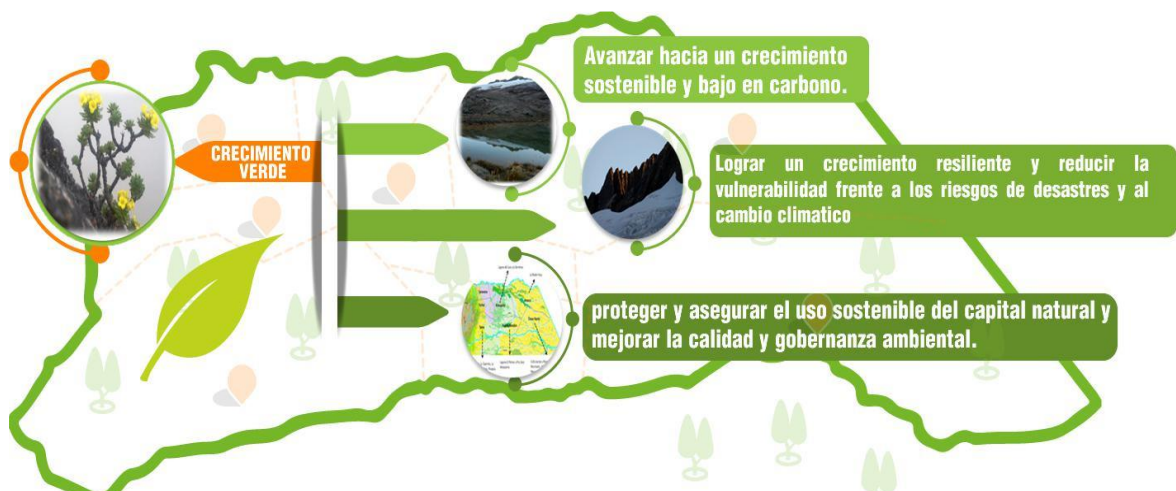 Avanzar hacia un crecimiento
sostenible y bajo en carbono.
CRECIMIENTO
VERDE
Lograr un crecimiento resiliente y reducir la
vulnerabilidad frente a los riesgos de desastres y al
cambio climatico
proteger y asegurar el uso sostenible del capital natural y
mejorar la calidad y gobernanza ambiental.